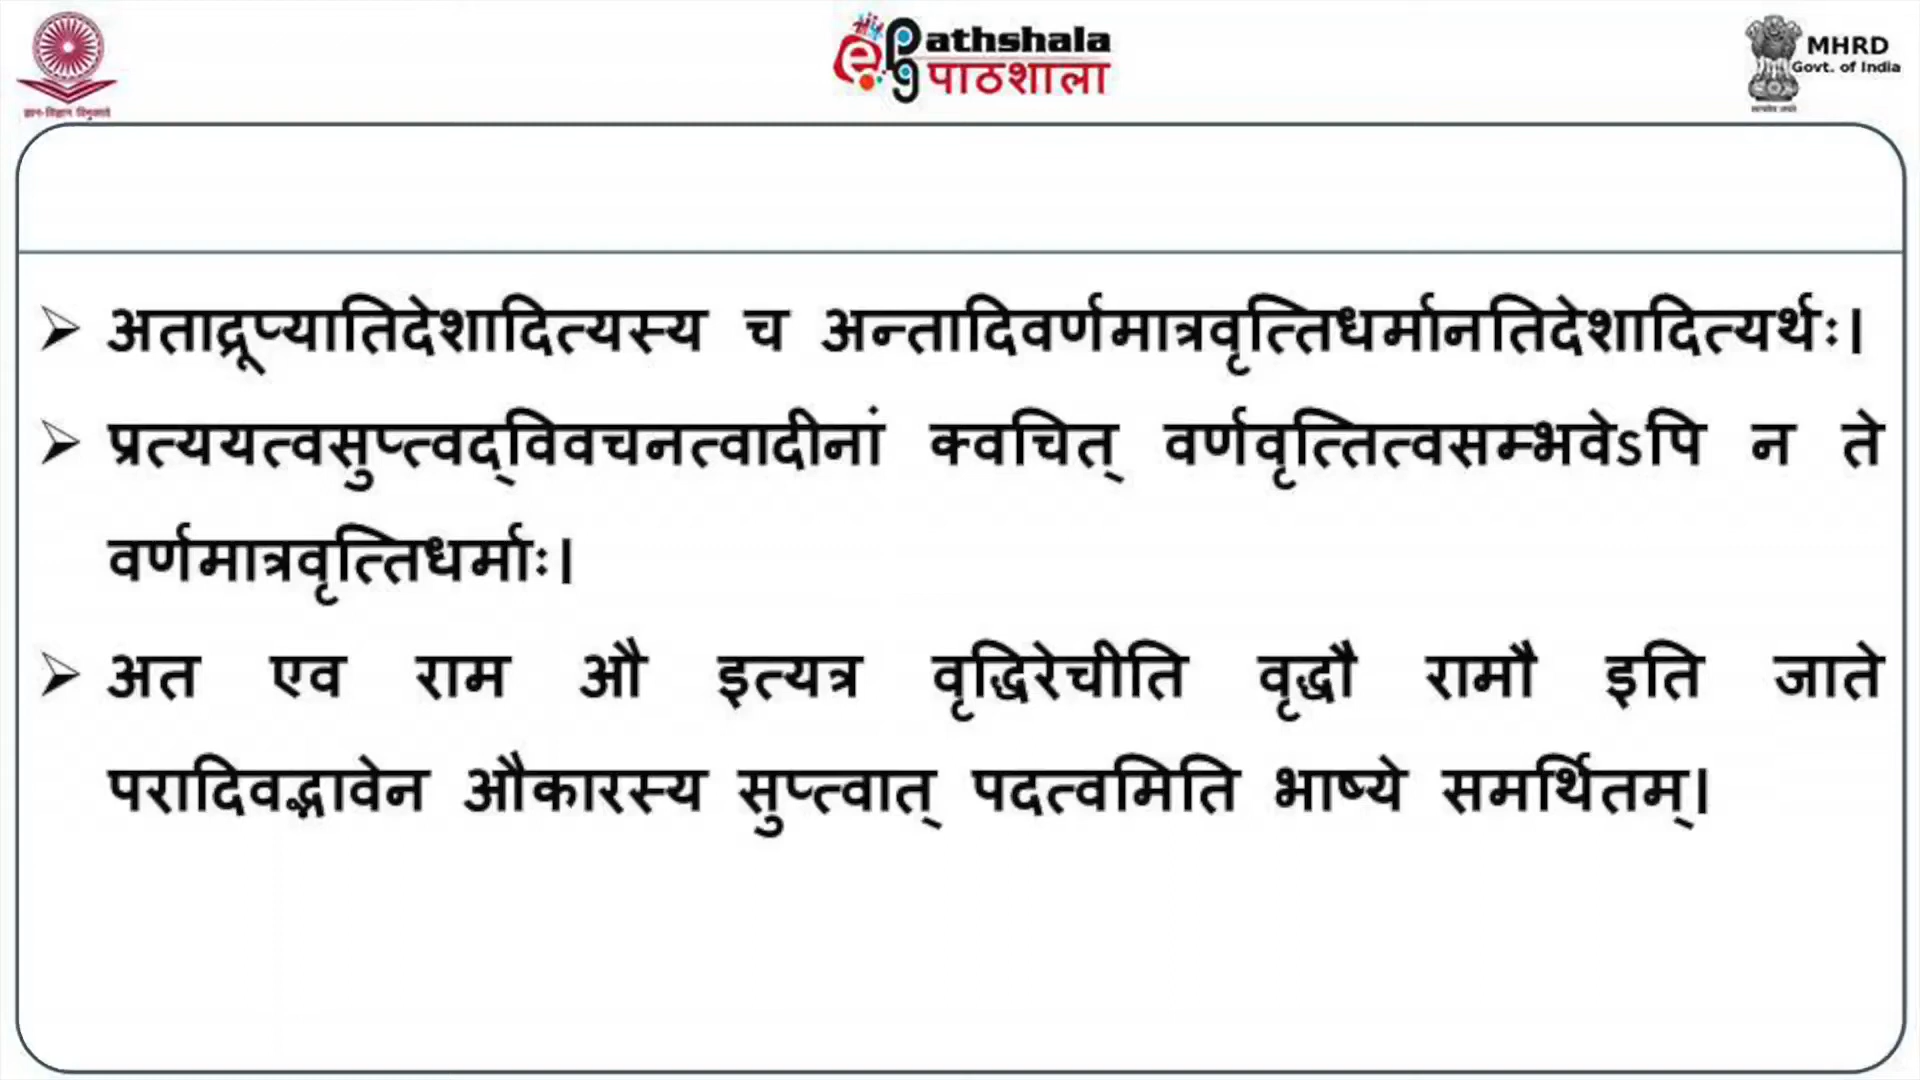 Pathshala
पाठशाला
MHRD
Govt. of India
अताद्रूप्यातिदेशादित्यस्य च अन्तादिवर्णमात्रवृत्तिधर्मानतिदेशादित्यर्थः।
प्रत्ययत्वसुप्त्वद्विवचनत्वादीनां क्वचित् वर्णवृत्तित्वसम्भवेऽपि न ते
वर्णमात्रवृत्तिधर्माः।
अत एव राम औ इत्यत्र वृद्धिरेचीति वृद्धौ रामौ इति जाते
परादिवद्भावेन औकारस्य सुप्त्वात् पदत्वमिति भाष्ये समर्थितम्।